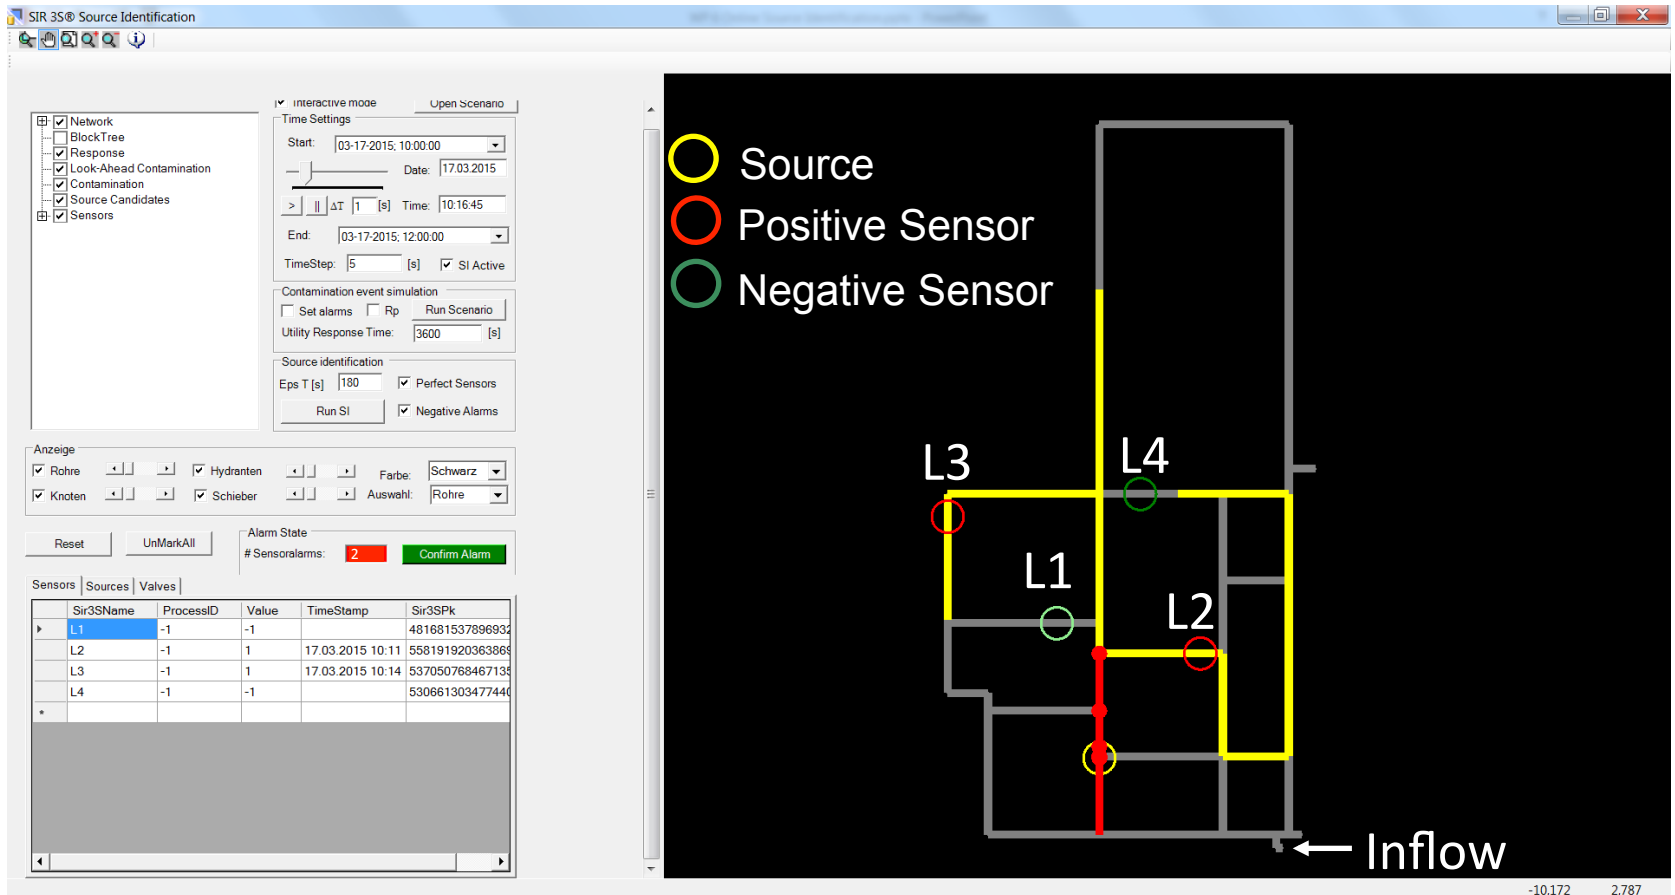 SIR 3S® Source Identification
Interactive mode Open Scenario
Network
BlockTree
Response
Look-Ahead Contamination
Contamination
Source Candidates
Sensors
Time Settings
Start: 03-17-2015; 10:00:00
Date: 17.03.2015
> || ΔT 1 [s] Time: 10:16:45
End: 03-17-2015; 12:00:00
TimeStep: 5 [s] SI Active
Contamination event simulation
Set alarms Rp Run Scenario
Utility Response Time: 3600 [s]
Source identification
Eps T [s] 180 Perfect Sensors
Run SI Negative Alarms
Anzeige
Rohre Hydranten Farbe: Schwarz
Knoten Schieber Auswahl: Rohre
Reset UnMarkAll
Alarm State
# Sensoralarms: 2 Confirm Alarm
Sensors Sources Valves
Sir3SName ProcessID Value TimeStamp Sir3SPk
L1 -1 -1 481681537896932
L2 -1 1 17.03.2015 10:11 558191920363869
L3 -1 1 17.03.2015 10:14 537050768467135
L4 -1 -1 530661303477440
*
Source
Positive Sensor
Negative Sensor
L3
L4
L1
L2
Inflow
-10.172 2.787